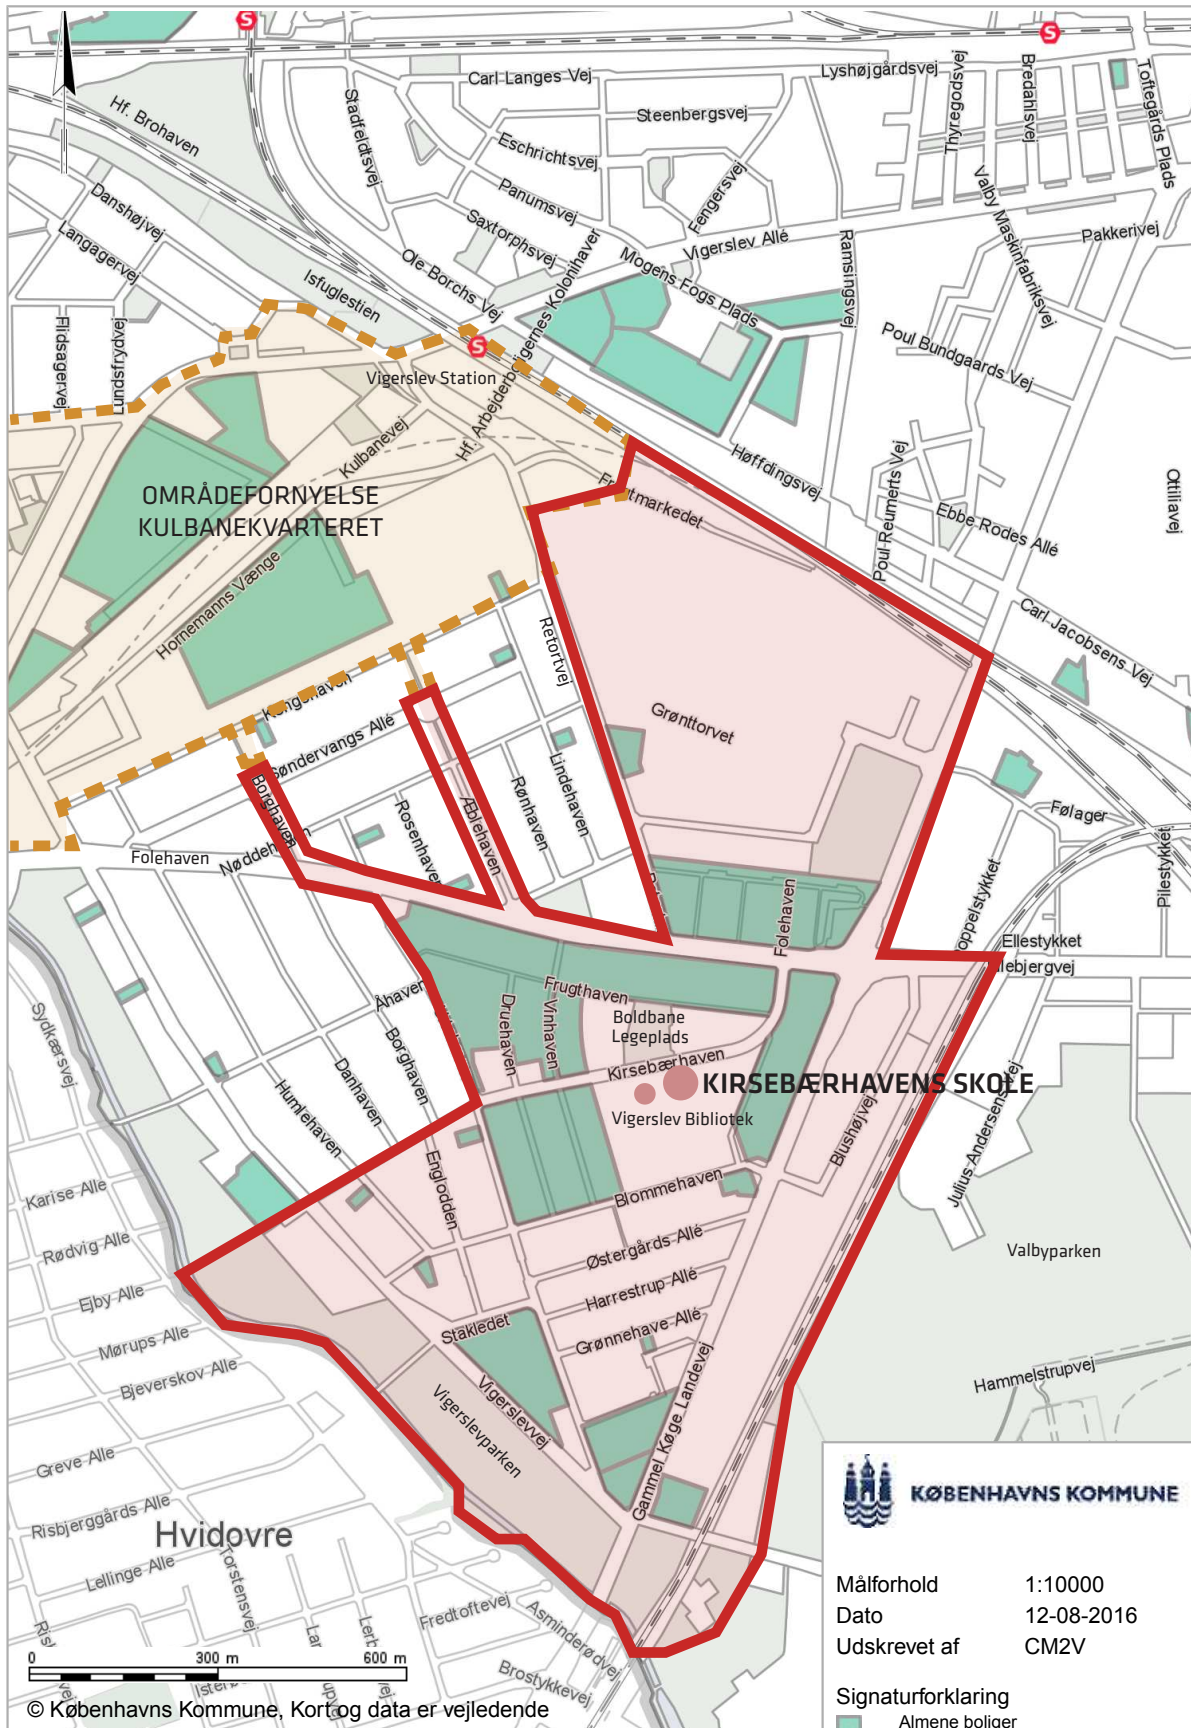 S
S
Carl Langes Vej
Lyshøjgårdsvej
Thyregodsvej
Bredahlsvej
Toftegårds Plads
Hf. Brohaven
Stadfeldtsvej
Steenbergsvej
Eschrichtsvej
Panumsvej
Fengersvej
Valby Maskinfabriksvej
Danshøjvej
Langagervej
Saxtorphsvej
Vigerslev Allé
Pakkerivej
Ole Borchs Vej
Mogens Fogs Plads
Ramsingsvej
Isfuglestien
Flidsagervej
Lundsfrydvej
S
Vigerslev Station
Hf. Arbejderboligernes Kolonihaver
Poul Bundgaards Vej
Kulbanevej
Høffdingsvej
Poul Reumerts Vej
Ottiliavej
OMRÅDEFORNYELSE
KULBANEKVARTERET
Ebbe Rodes Allé
Hornemanns Vænge
Retortvej
Carl Jacobsens Vej
Søndervangs Allé
Grønttorvet
Borghaven
Æblehaven
Rønhaven
Lindehaven
Rosenhaven
Følager
Pilestykket
Folehaven
Folehaven
Ellestykket
Frugthaven
Boldbane
Legeplads
Druehaven
Vinhaven
Åhaven
Kirsebærhaven
KIRSEBÆRHAVENS SKOLE
Vigerslev Bibliotek
Sydkærsvej
Borghaven
Danhaven
Humlehaven
Englodden
Blushøjvej
Julius Andersens Vej
Karise Alle
Blommehaven
Rødvig Alle
Østergårds Allé
Valbyparken
Ejby Alle
Harrestrup Allé
Mørups Alle
Stakledet
Grønnehave Allé
Bjeverskov Alle
Hammelstrupvej
Vigerslevvej
Vigerslevparken
Gammel Køge Landevej
Greve Alle
Risbjerggårds Alle
Hvidovre
Lellinge Alle
Torstensvej
Fredtoftevej
Asminderødvej
Brostykkevej
KØBENHAVNS KOMMUNE
Målforhold 1:10000
Dato 12-08-2016
Udskrevet af CM2V
0 300 m 600 m
© Københavns Kommune, Kort og data er vejledende
Signaturforklaring
Almene boliger